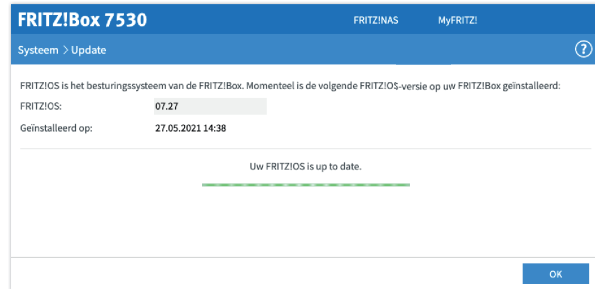 FRITZ!Box 7530 FRITZ!NAS MyFRITZ!
Systeem > Update ?
FRITZ!OS is het besturingssysteem van de FRITZ!Box. Momenteel is de volgende FRITZ!OS-versie op uw FRITZ!Box geïnstalleerd:
FRITZ!OS: 07.27
Geïnstalleerd op: 27.05.2021 14:38
Uw FRITZ!OS is up to date.
OK